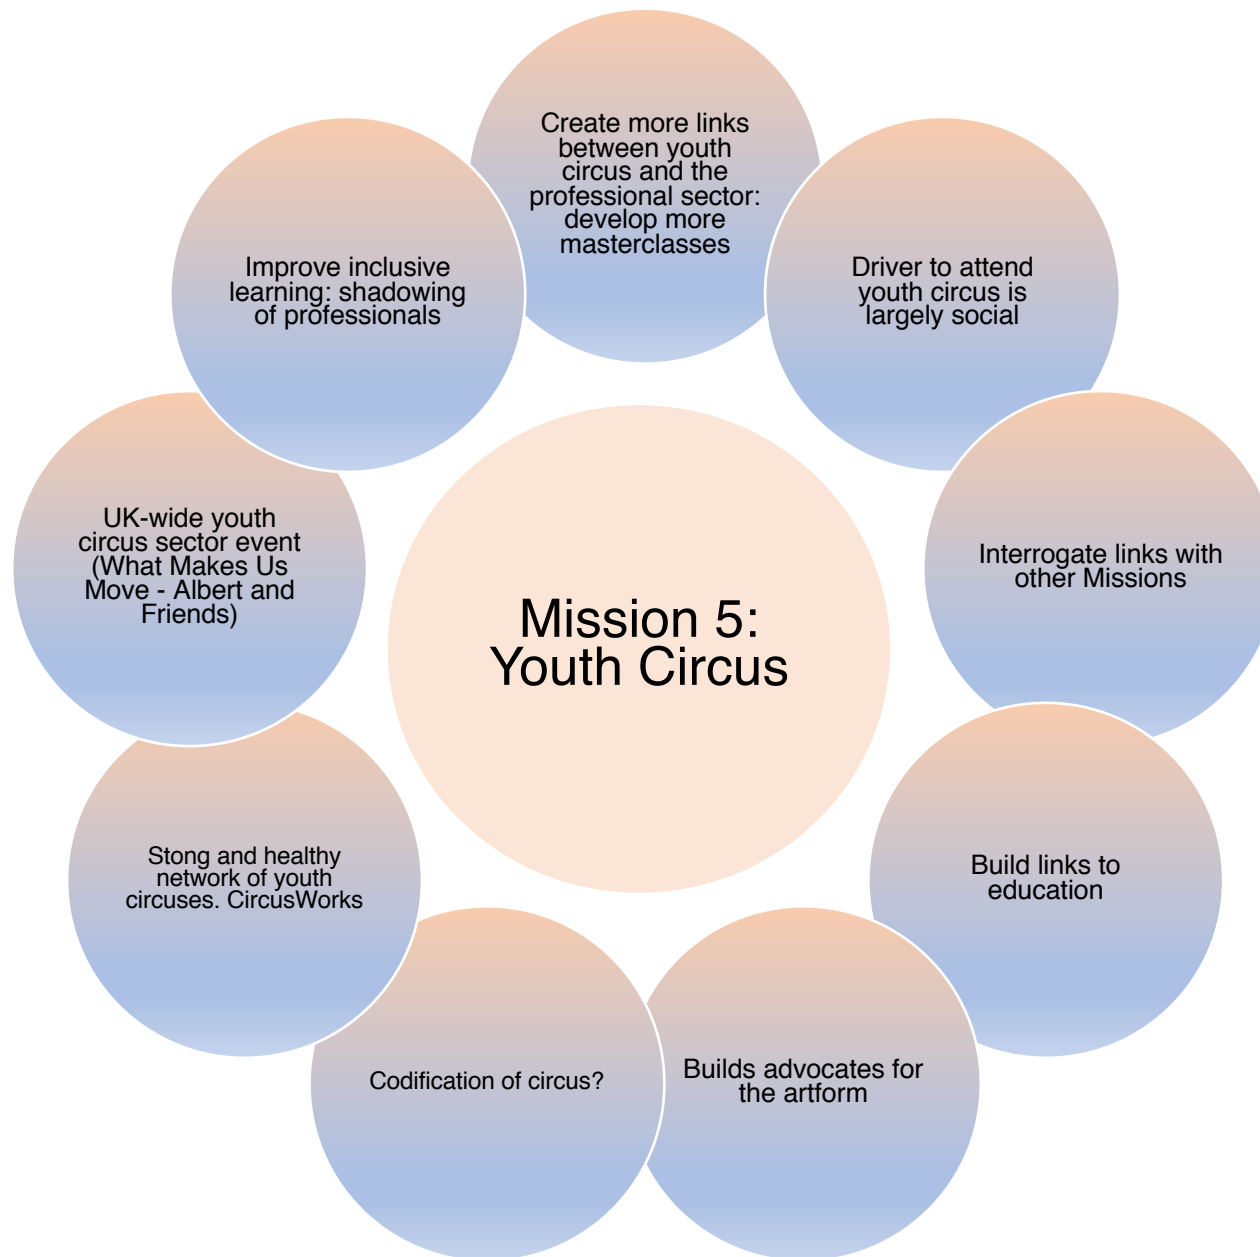 Create more links
between youth
circus and the
professional sector:
develop more
masterclasses
Driver to attend
youth circus is
largely social
Interrogate links with
other Missions
Build links to
education
Builds advocates for
the artform
Codification of circus?
Stong and healthy
network of youth
circuses. CircusWorks
UK-wide youth
circus sector event
(What Makes Us
Move - Albert and
Friends)
Improve inclusive
learning: shadowing
of professionals
Mission 5:
Youth Circus